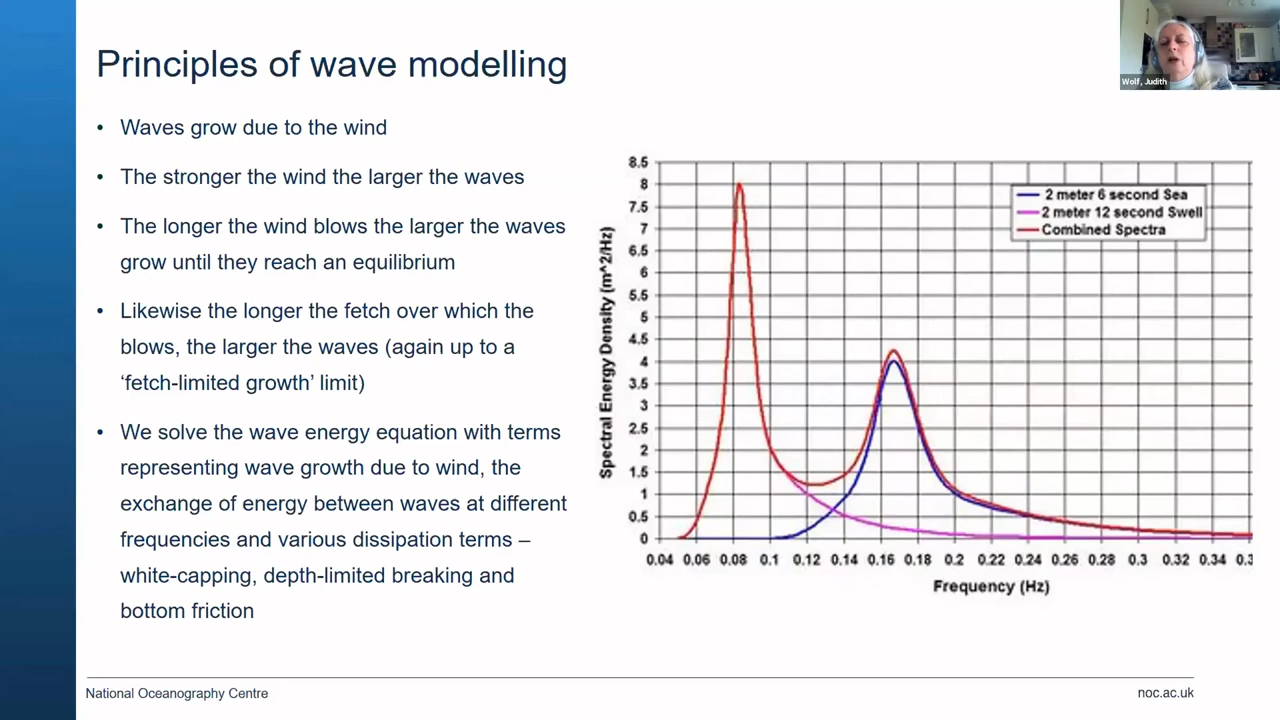 Principles of wave modelling
Wolf, Judith
• Waves grow due to the wind
• The stronger the wind the larger the waves
• The longer the wind blows the larger the waves
grow until they reach an equilibrium
• Likewise the longer the fetch over which the
blows, the larger the waves (again up to a
‘fetch-limited growth’ limit)
• We solve the wave energy equation with terms
representing wave growth due to wind, the
exchange of energy between waves at different
frequencies and various dissipation terms –
white-capping, depth-limited breaking and
bottom friction
Spectral Energy Density (m^2/Hz)
8.5
8
7.5
7
6.5
6
5.5
5
4.5
4
3.5
3
2.5
2
1.5
1
0.5
0
2 meter 6 second Sea
2 meter 12 second Swell
Combined Spectra
0.04 0.06 0.08 0.1 0.12 0.14 0.16 0.18 0.2 0.22 0.24 0.26 0.28 0.3 0.32 0.34 0.3
Frequency (Hz)
National Oceanography Centre
noc.ac.uk